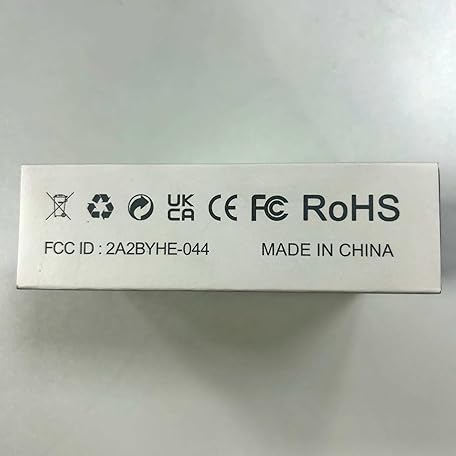 UK
CA CE FC RoHS
FCC ID : 2A2BYHE-044 MADE IN CHINA